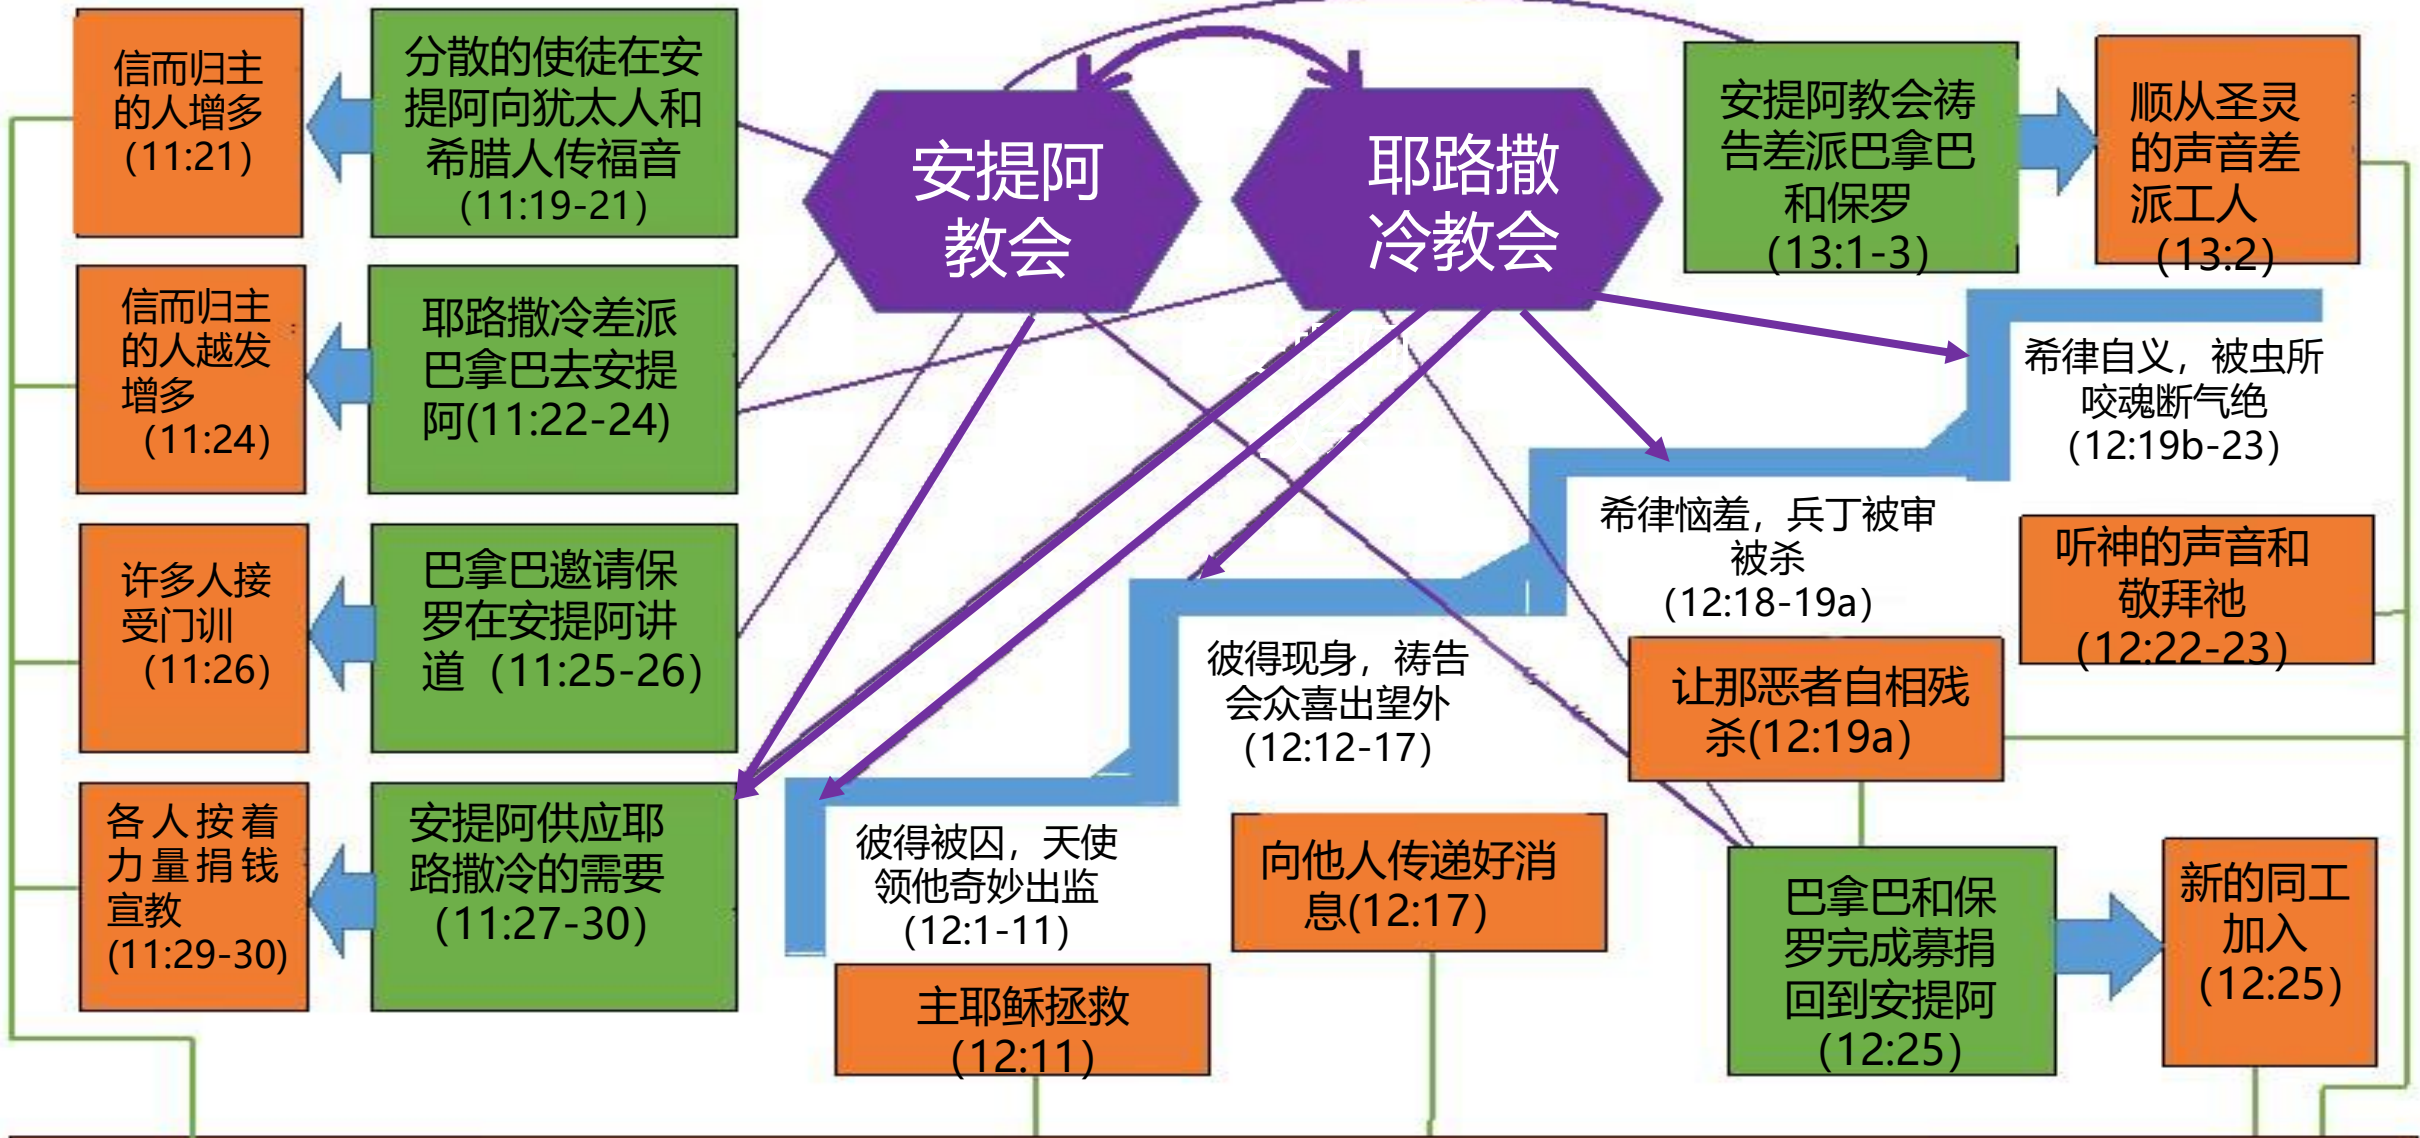 信而归主
的人增多
(11:21)
分散的使徒在安
提阿向犹太人和
希腊人传福音
(11:19-21)
安提阿
教会
耶路撒
冷教会
安提阿教会祷
告差派巴拿巴
和保罗
(13:1-3)
顺从圣灵
的声音差
派工人
(13:2)
信而归主
的人越发
增多
(11:24)
耶路撒冷差派
巴拿巴去安提
阿(11:22-24)
希律自义，被虫所
咬魂断气绝
(12:19b-23)
许多人接
受门训
(11:26)
巴拿巴邀请保
罗在安提阿讲
道（11:25-26)
希律恼羞，兵丁被审
被杀
(12:18-19a)
听神的声音和
敬拜祂
(12:22-23)
彼得现身，祷告
会众喜出望外
(12:12-17)
让那恶者自相残
杀(12:19a)
各人按着
力量捐钱
宣教
(11:29-30)
安提阿供应耶
路撒冷的需要
(11:27-30)
彼得被囚，天使
领他奇妙出监
(12:1-11)
主耶稣拯救
(12:11)
向他人传递好消
息(12:17)
巴拿巴和保
罗完成募捐
回到安提阿
(12:25)
新的同工
加入
(12:25)